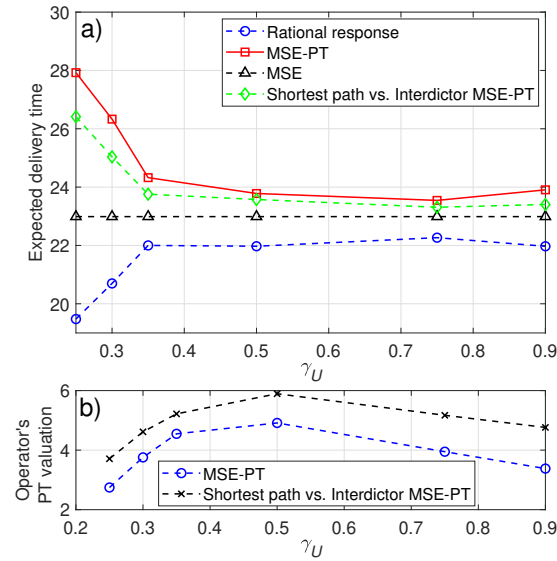 30
a)
Rational response
MSE-PT
MSE
Shortest path vs. Interdictor MSE-PT
28
26
24
22
20
Expected delivery time
0.3 0.4 0.5 0.6 0.7 0.8 0.9
γU
6
b)
4
2
Operator's
PT valuation
MSE-PT
Shortest path vs. Interdictor MSE-PT
0.2 0.3 0.4 0.5 0.6 0.7 0.8 0.9
γU